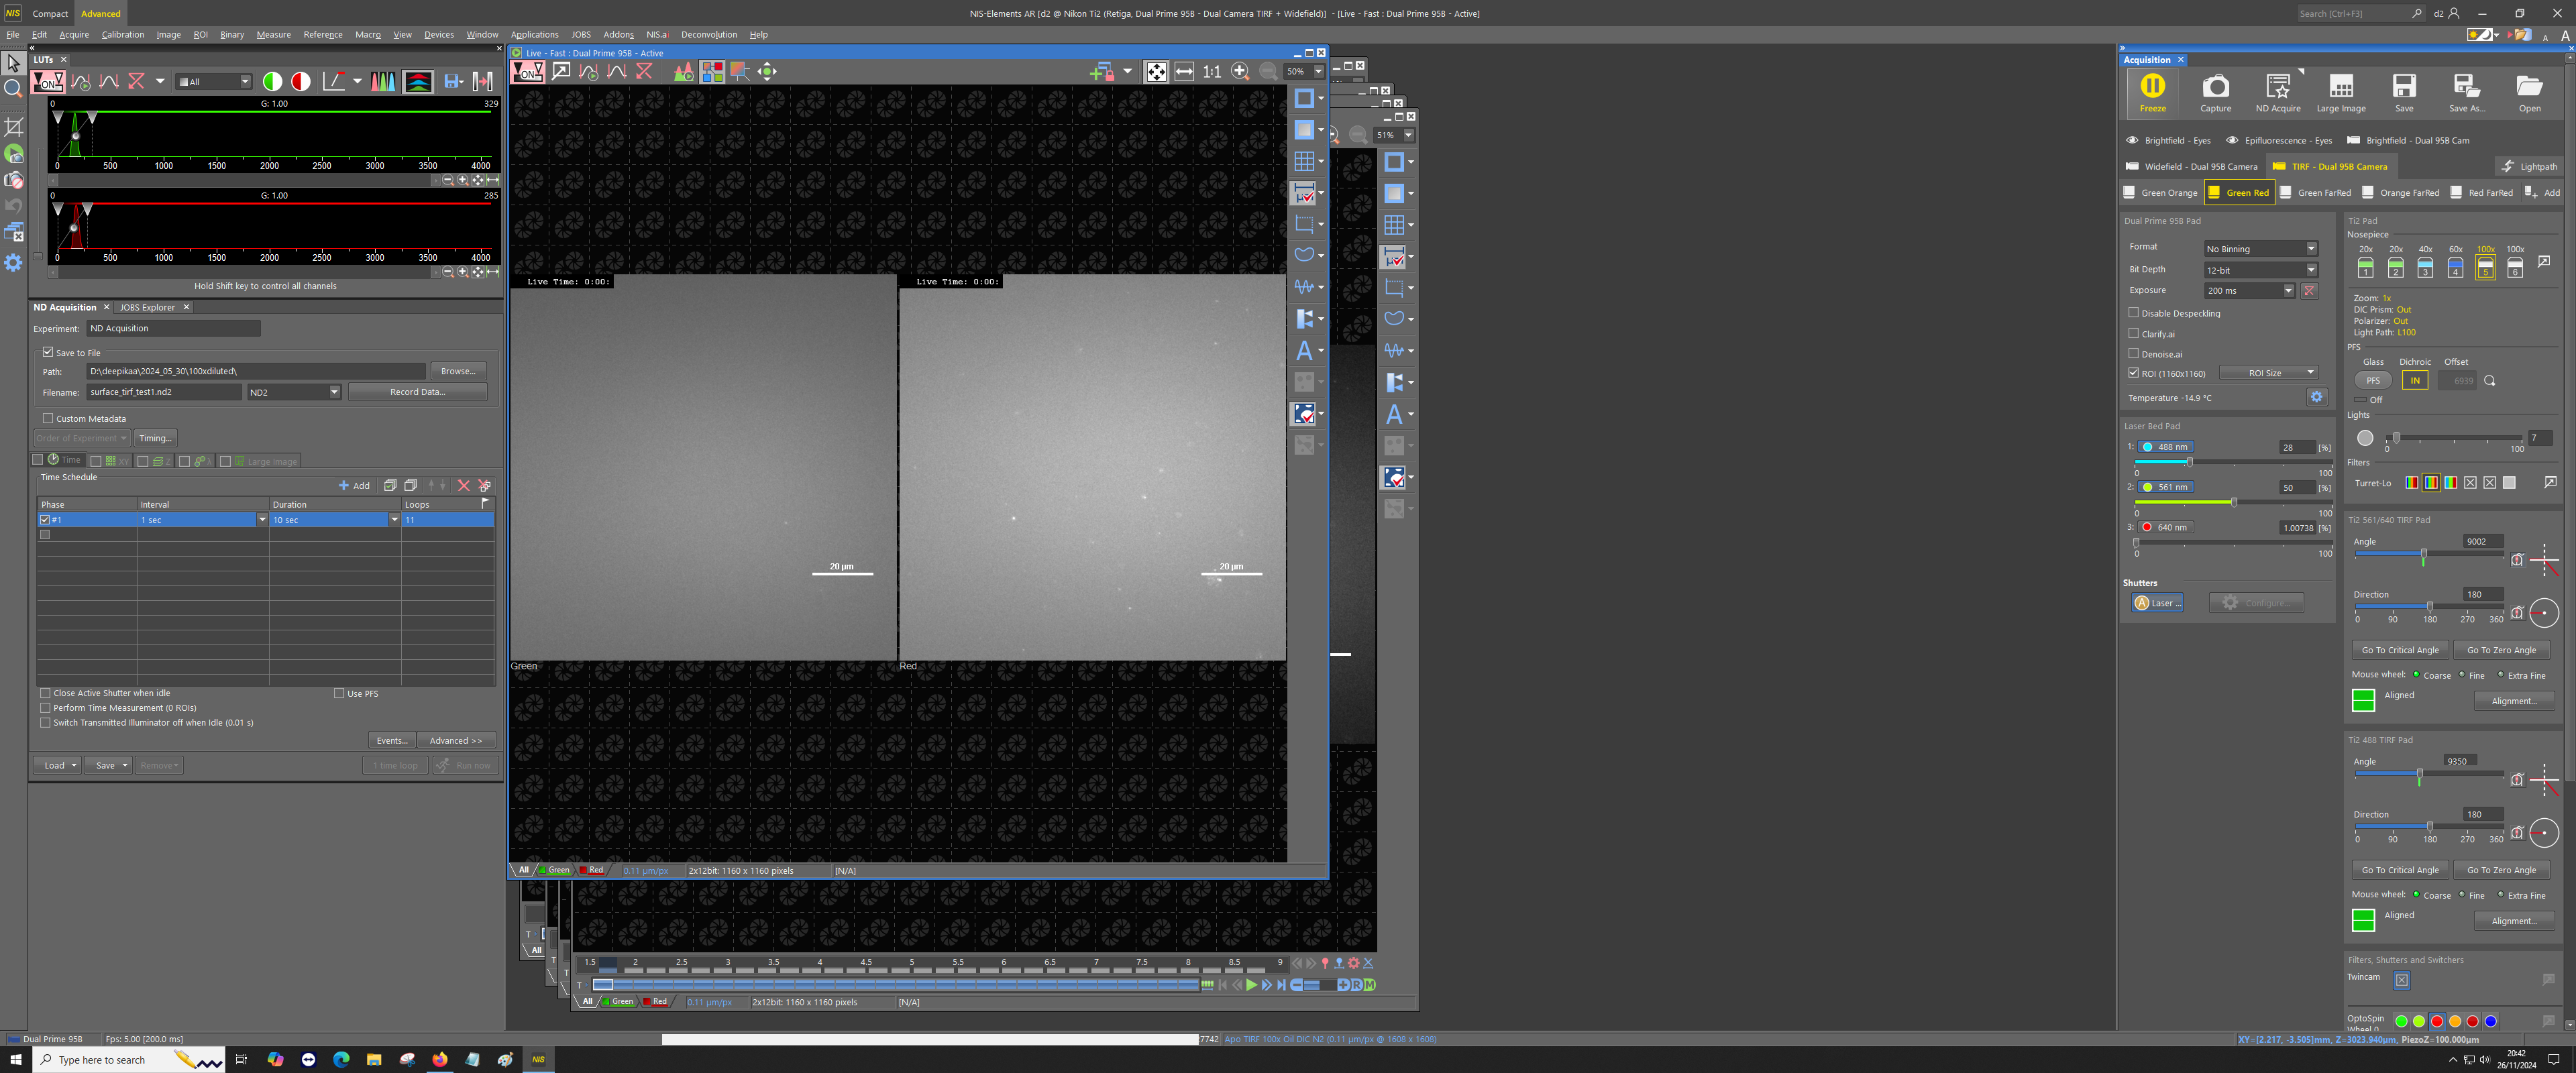 NIS Compact Advanced
NIS-Elements AR [d2 @ Nikon Ti2 (Retiga, Dual Prime 95B - Dual Camera TIRF + Widefield)] - [Live - Fast : Dual Prime 95B - Active]
Search [Ctrl+F3]
d2
File Edit Acquire Calibration Image ROI Binary Measure Reference Macro View Devices Window Applications JOBS Addons NIS.a Deconvolution Help
LUTs
ON
All
0 G: 1.00 329
0 500 1000 1500 2000 2500 3000 3500 4000
0 G: 1.00 285
0 500 1000 1500 2000 2500 3000 3500 4000
Hold Shift key to control all channels
ND Acquisition JOBS Explorer
Experiment: ND Acquisition
Save to File
Path: D:\deepikaa\2024_05_30\100xdiluted\ Browse...
Filename: surface_tirf_test1.nd2 ND2 Record Data...
Custom Metadata
Order of Experiment Timing...
Time XY Z λ Large Image
Time Schedule
Add
Phase Interval Duration Loops
#1 1 sec 10 sec 11
Close Active Shutter when idle Use PFS
Perform Time Measurement (0 ROIs)
Switch Transmitted Illuminator off when Idle (0.01 s)
Events... Advanced >>
Load Save Remove 1 time loop Run now
Live - Fast : Dual Prime 95B - Active
ON 1:1 50%
51%
Live Time: 0:00: Live Time: 0:00:
20 µm 20 µm
Green Red
All Green Red 0.11 µm/px 2x12bit: 1160 x 1160 pixels [N/A]
T
All
T
T
1.5 2 2.5 3 3.5 4 4.5 5 5.5 6 6.5 7 7.5 8 8.5 9
T
All Green Red 0.11 µm/px 2x12bit: 1160 x 1160 pixels [N/A]
Acquisition
Freeze Capture ND Acquire Large Image Save Save As... Open
Brightfield - Eyes Epifluorescence - Eyes Brightfield - Dual 95B Cam
Widefield - Dual 95B Camera TIRF - Dual 95B Camera Lightpath
Green Orange Green Red Green FarRed Orange FarRed Red FarRed Add
Dual Prime 95B Pad
Format No Binning
Bit Depth 12-bit
Exposure 200 ms
Disable Despeckling
Clarify.ai
Denoise.ai
ROI (1160x1160) ROI Size
Temperature -14.9 °C
Laser Bed Pad
1: 488 nm 28 [%]
0 100
2: 561 nm 50 [%]
0 100
3: 640 nm 1.00738 [%]
0 100
Shutters
A Laser ... Configure...
Ti2 Pad
Nosepiece
20x 20x 40x 60x 100x 100x
1 2 3 4 5 6
Zoom: 1x
DIC Prism: Out
Polarizer: Out
Light Path: L100
PFS
Glass Dichroic Offset
PFS IN 6939
Off
Lights
7
0 100
Filters
Turret-Lo
Ti2 561/640 TIRF Pad
Angle 9002
Direction 180
0 90 180 270 360
Go To Critical Angle Go To Zero Angle
Mouse wheel: Coarse Fine Extra Fine
Aligned Alignment...
Ti2 488 TIRF Pad
Angle 9350
Direction 180
0 90 180 270 360
Go To Critical Angle Go To Zero Angle
Mouse wheel: Coarse Fine Extra Fine
Aligned Alignment...
Filters, Shutters and Switchers
Twincam
OptoSpin
Wheel 0
Dual Prime 95B Fps: 5.00 [200.0 ms] 7742 Apo TIRF 100x Oil DIC N2 (0.11 µm/px @ 1608 x 1608) XY=[2.217, -3.505]mm, Z=3023.940µm, PiezoZ=100.000µm
Type here to search
NIS
20:42
26/11/2024